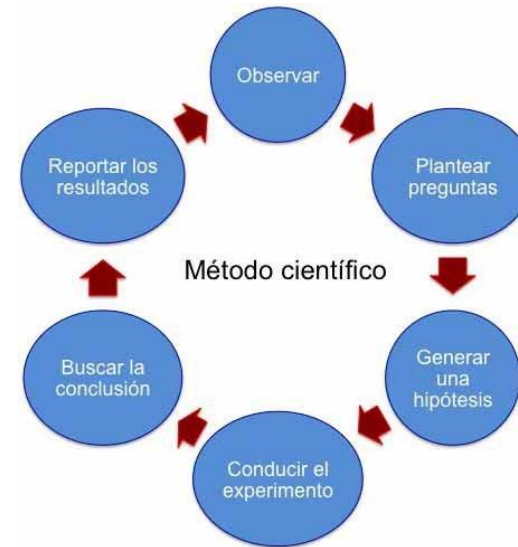 Método científico
Observar
Plantear
preguntas
Generar
una
hipótesis
Conducir el
experimento
Buscar la
conclusión
Reportar los
resultados